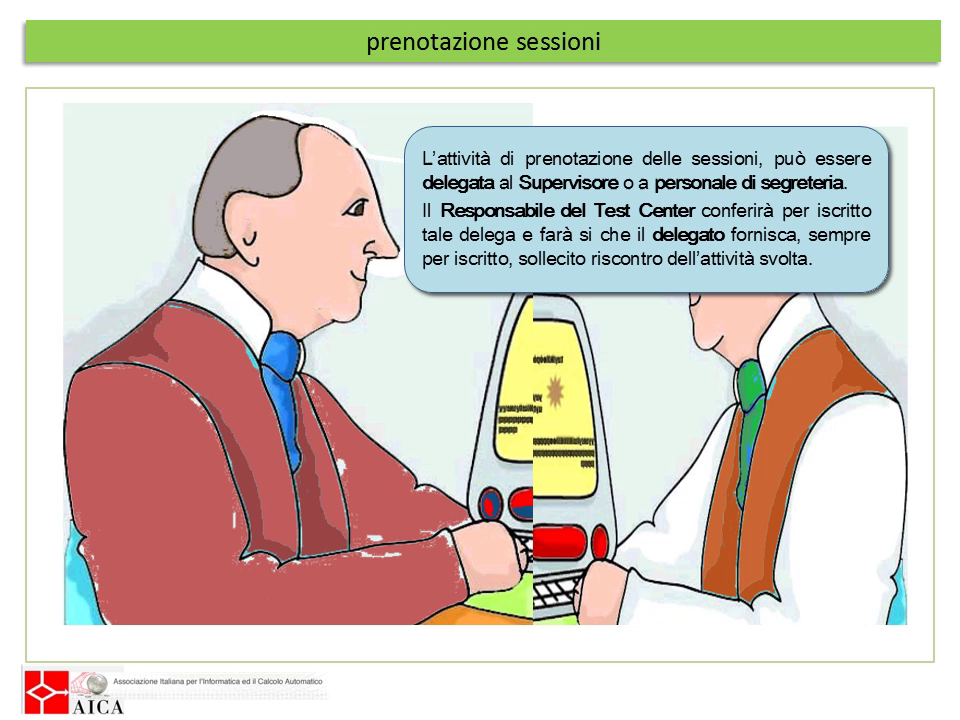 prenotazione sessioni
L’attività di prenotazione delle sessioni, può essere
delegata al Supervisore o a personale di segreteria.
Il Responsabile del Test Center conferirà per iscritto
tale delega e farà si che il delegato fornisca, sempre
per iscritto, sollecito riscontro dell’attività svolta.
Associazione Italiana per l'Informatica ed il Calcolo Automatico
AICA